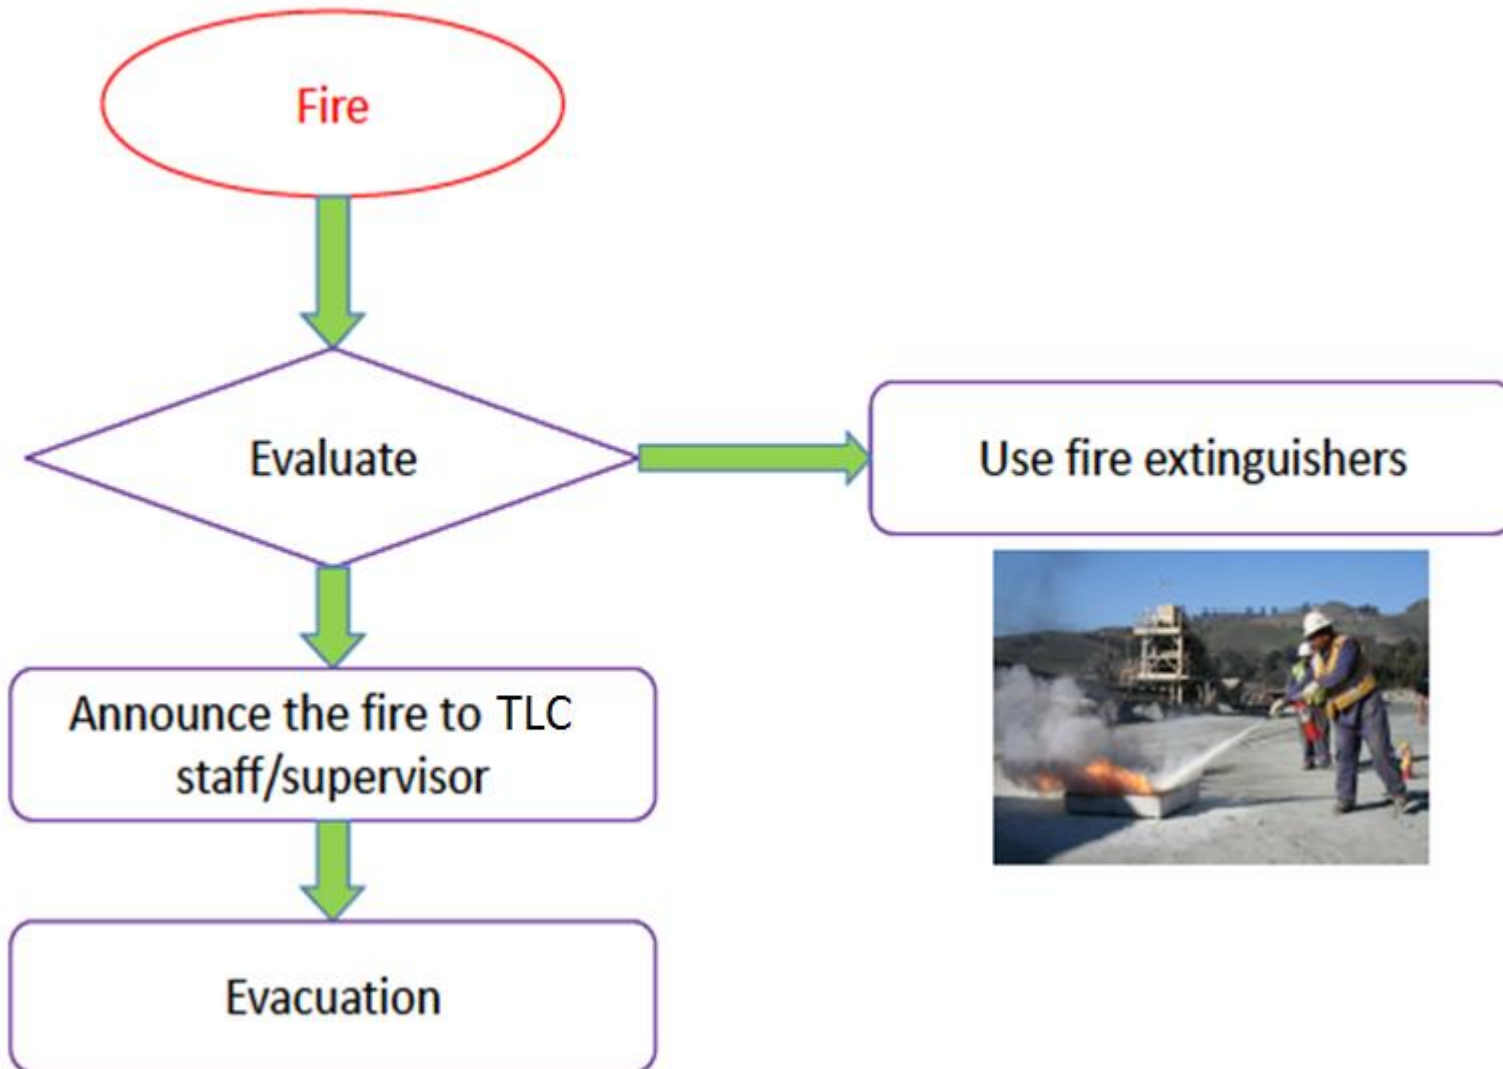 Fire
Evaluate
Use fire extinguishers
Announce the fire to TLC
staff/supervisor
Evacuation